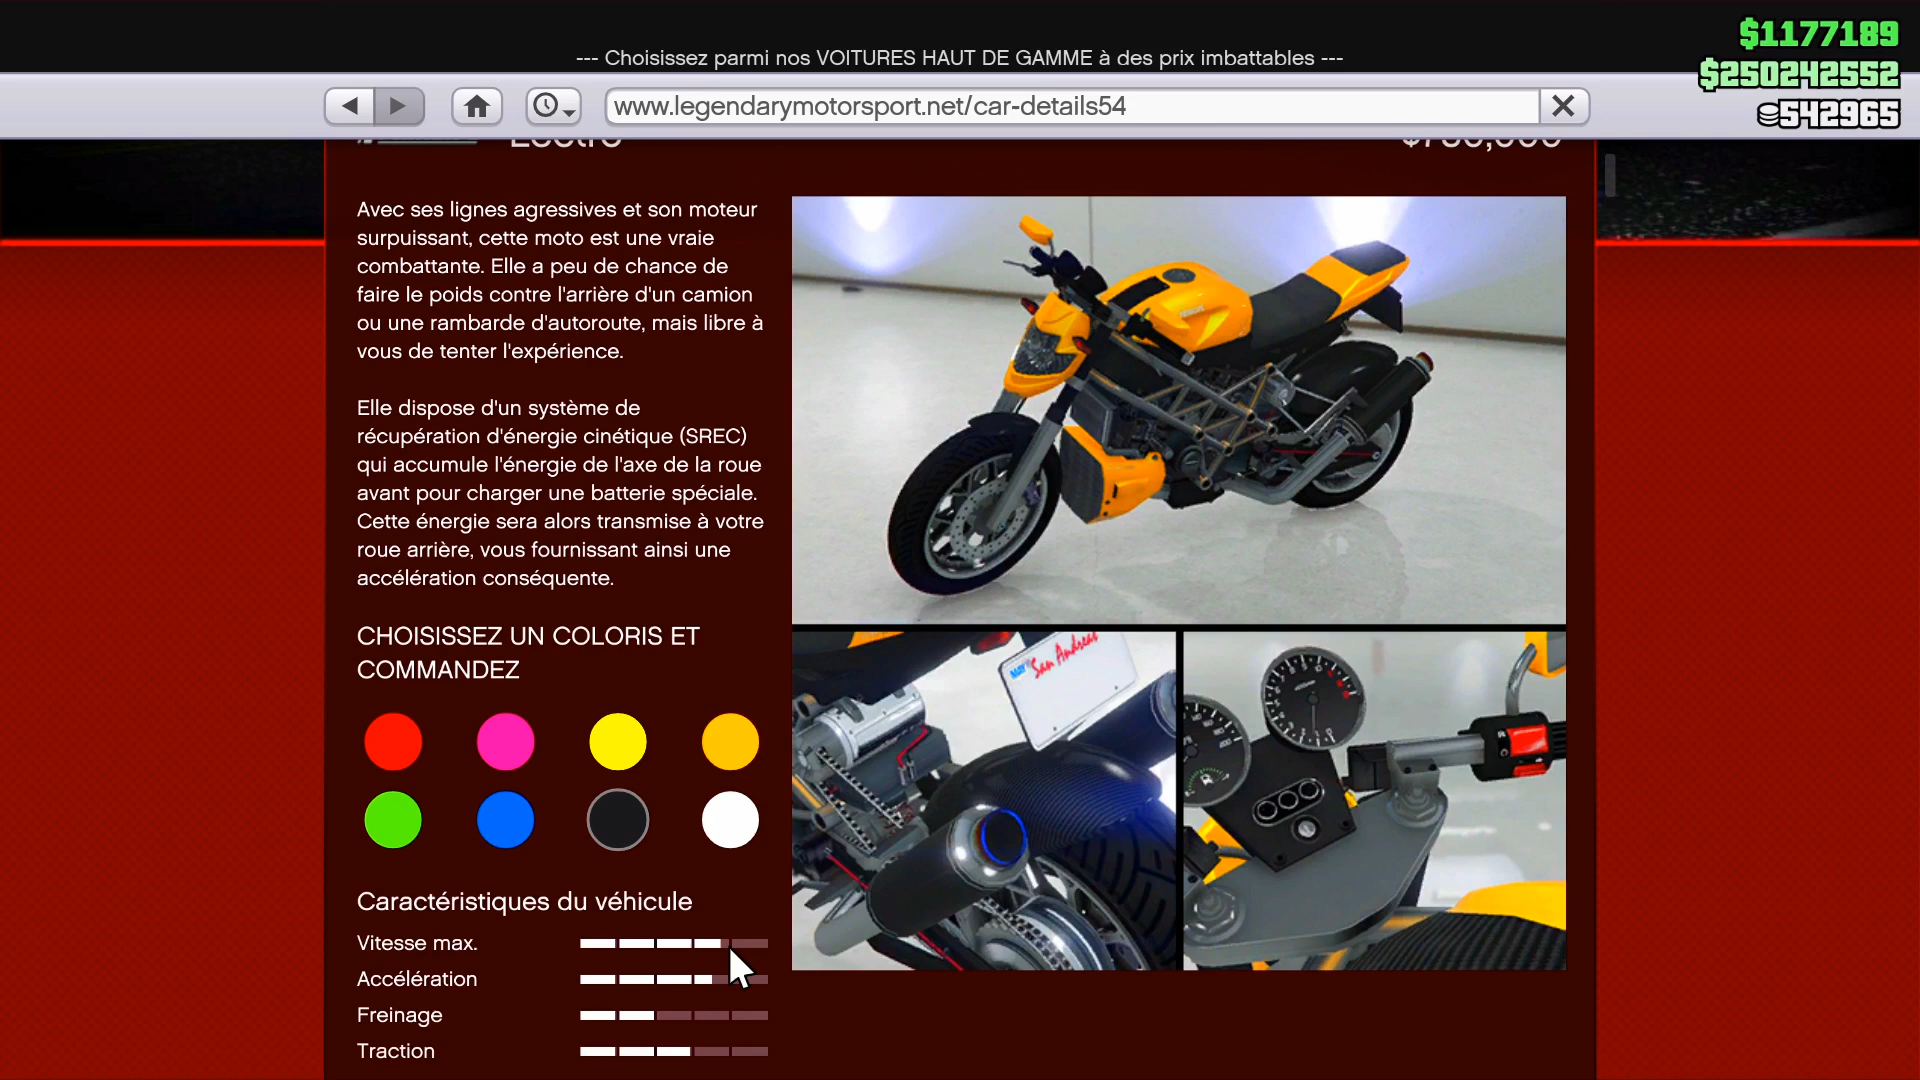 $1177189
--- Choisissez parmi nos VOITURES HAUT DE GAMME à des prix imbattables ---
$250242552
www.legendarymotorsport.net/car-details54
542965
Avec ses lignes agressives et son moteur
surpuissant, cette moto est une vraie
combattante. Elle a peu de chance de
faire le poids contre l'arrière d'un camion
ou une rambarde d'autoroute, mais libre à
vous de tenter l'expérience.
Elle dispose d'un système de
récupération d'énergie cinétique (SREC)
qui accumule l'énergie de l'axe de la roue
avant pour charger une batterie spéciale.
Cette énergie sera alors transmise à votre
roue arrière, vous fournissant ainsi une
accélération conséquente.
CHOISISSEZ UN COLORIS ET
COMMANDEZ
San Andreas
Caractéristiques du véhicule
Vitesse max.
Accélération
Freinage
Traction